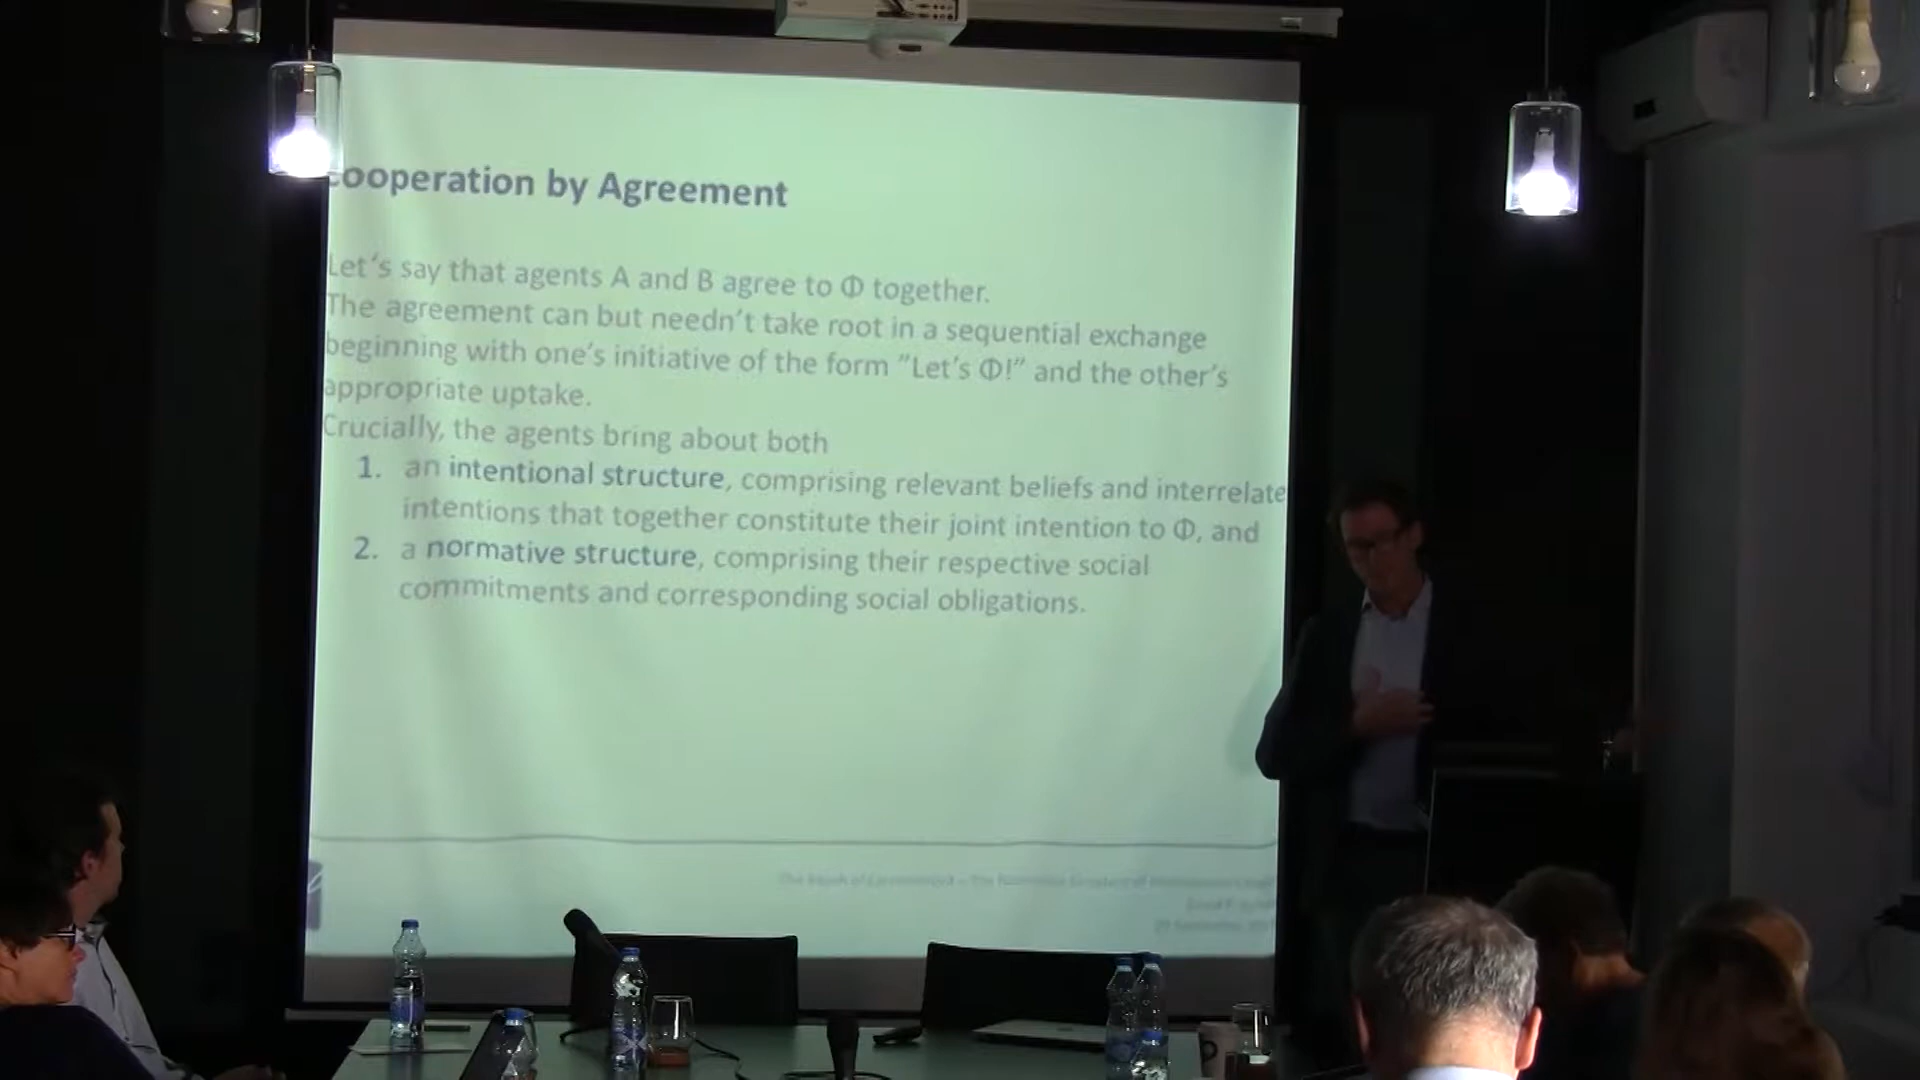 Cooperation by Agreement
Let's say that agents A and B agree to Φ together.
The agreement can but needn't take root in a sequential exchange
beginning with one's initiative of the form "Let's Φ!" and the other's
appropriate uptake.
Crucially, the agents bring about both
1. an intentional structure, comprising relevant beliefs and interrelate
intentions that together constitute their joint intention to Φ, and
2. a normative structure, comprising their respective social
commitments and corresponding social obligations.